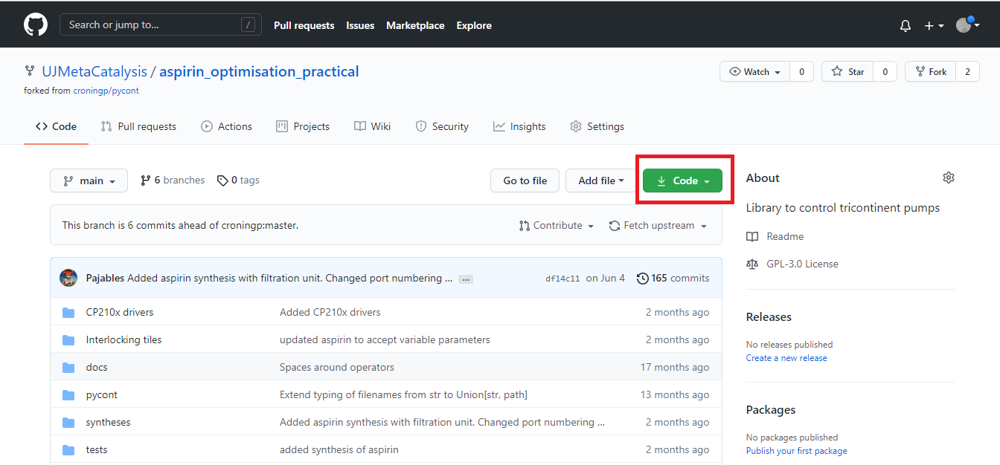 Search or jump to... / Pull requests Issues Marketplace Explore
UJMetaCatalysis / aspirin_optimisation_practical Watch 0 Star 0 Fork 2
forked from croningp/pycont
Code Pull requests Actions Projects Wiki Security Insights Settings
main 6 branches 0 tags Go to file Add file Code
This branch is 6 commits ahead of croningp:master. Contribute Fetch upstream
Pajables Added aspirin synthesis with filtration unit. Changed port numbering ... ... df14c11 on Jun 4 165 commits
CP210x drivers Added CP210x drivers 2 months ago
Interlocking tiles updated aspirin to accept variable parameters 2 months ago
docs Spaces around operators 17 months ago
pycont Extend typing of filenames from str to Union[str, path] 13 months ago
syntheses Added aspirin synthesis with filtration unit. Changed port numbering ... 2 months ago
tests added synthesis of aspirin 2 months ago
About
Library to control tricontinent pumps
Readme
GPL-3.0 License
Releases
No releases published
Create a new release
Packages
No packages published
Publish your first package